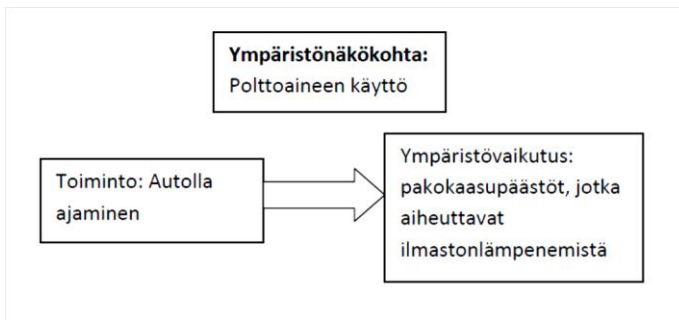 Ympäristönäkökohta:
Polttoaineen käyttö
Toiminto: Autolla
ajaminen
Ympäristövaikutus:
pakokaasupäästöt, jotka
aiheuttavat
ilmastonlämpenemistä